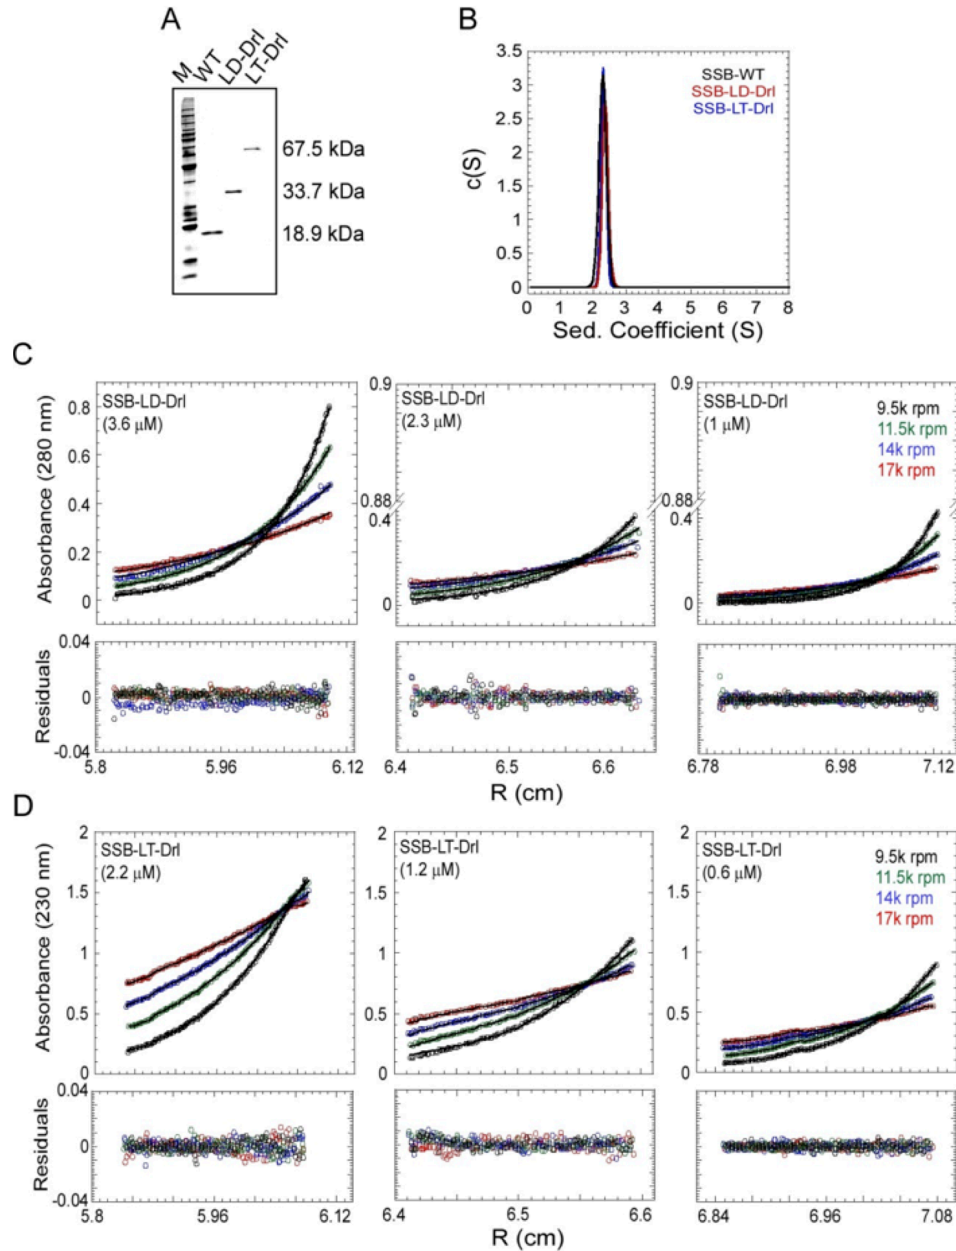 A
M WT LD-Drl LT-Drl
67.5 kDa
33.7 kDa
18.9 kDa
B
3.5
3
2.5
2
1.5
1
0.5
0
c(S)
SSB-WT
SSB-LD-Drl
SSB-LT-Drl
0 1 2 3 4 5 6 7 8
Sed. Coefficient (S)
C
Absorbance (280 nm)
0.8
0.6
0.4
0.2
0
SSB-LD-Drl
(3.6 µM)
0.9
0.88
0.4
0
SSB-LD-Drl
(2.3 µM)
0.9
0.88
0.4
0
SSB-LD-Drl
(1 µM)
9.5k rpm
11.5k rpm
14k rpm
17k rpm
Residuals
0.04
0
-0.04
5.8 5.96 6.12
6.4 6.5 6.6
6.78 6.98 7.12
R (cm)
D
Absorbance (230 nm)
2
1.5
1
0.5
0
SSB-LT-Drl
(2.2 µM)
2
1
0
SSB-LT-Drl
(1.2 µM)
2
1.5
1
0.5
0
SSB-LT-Drl
(0.6 µM)
9.5k rpm
11.5k rpm
14k rpm
17k rpm
Residuals
0.04
0
-0.04
5.8 5.96 6.12
6.4 6.5 6.6
6.84 6.96 7.08
R (cm)